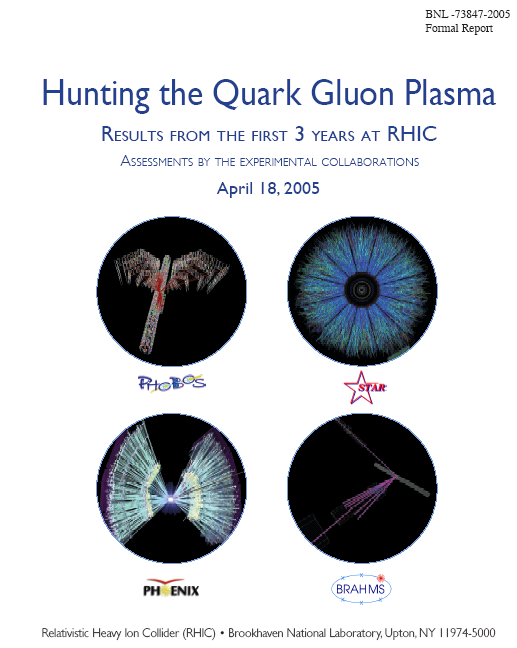 BNL -73847-2005
Formal Report
Hunting the Quark Gluon Plasma
RESULTS FROM THE FIRST 3 YEARS AT RHIC
ASSESSMENTS BY THE EXPERIMENTAL COLLABORATIONS
April 18, 2005
PHOBOS
STAR
PHENIX
BRAHMS
Relativistic Heavy Ion Collider (RHIC) • Brookhaven National Laboratory, Upton, NY 11974-5000